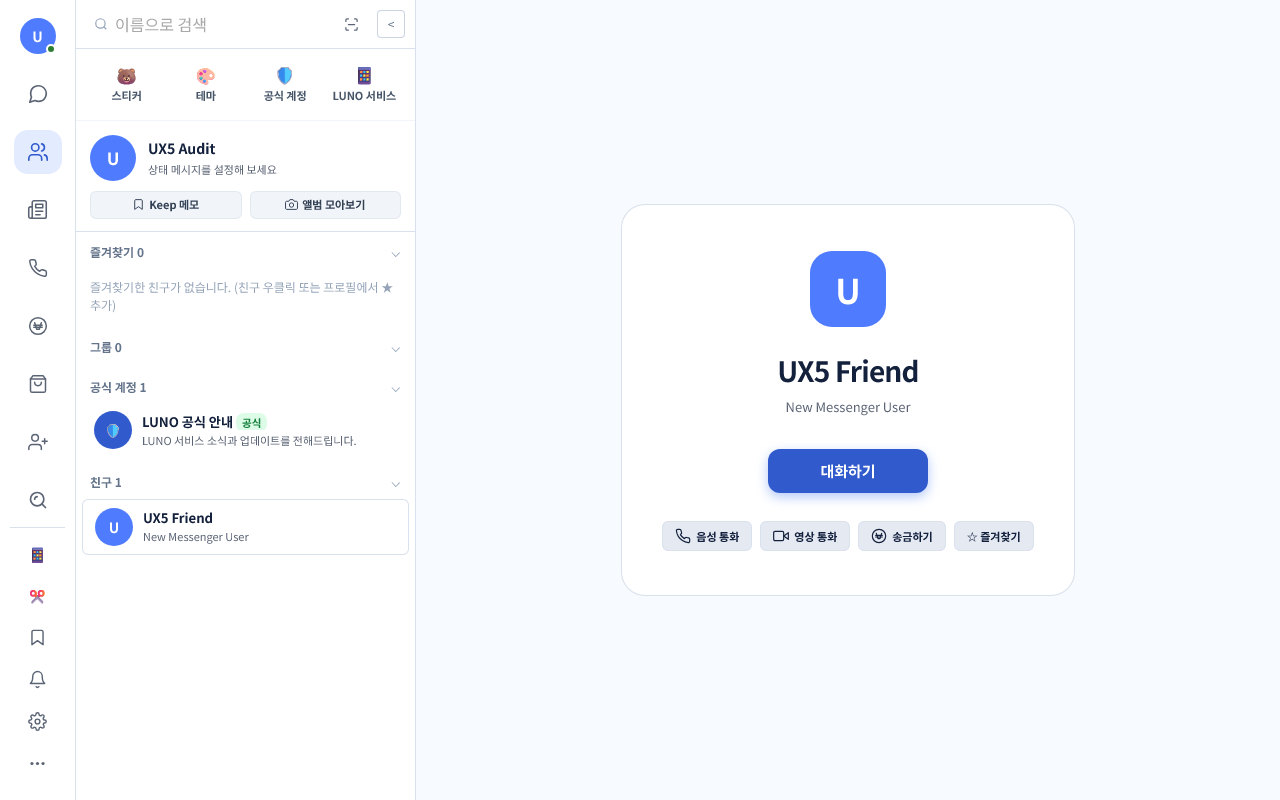 U
이름으로 검색
<
스티커
테마
공식 계정
LUNO 서비스
U
UX5 Audit
상태 메시지를 설정해 보세요
Keep 메모
앨범 모아보기
즐겨찾기 0
즐겨찾기한 친구가 없습니다. (친구 우클릭 또는 프로필에서 ★
추가)
그룹 0
공식 계정 1
LUNO 공식 안내 공식
LUNO 서비스 소식과 업데이트를 전해드립니다.
친구 1
U
UX5 Friend
New Messenger User
U
UX5 Friend
New Messenger User
대화하기
음성 통화
영상 통화
송금하기
☆ 즐겨찾기